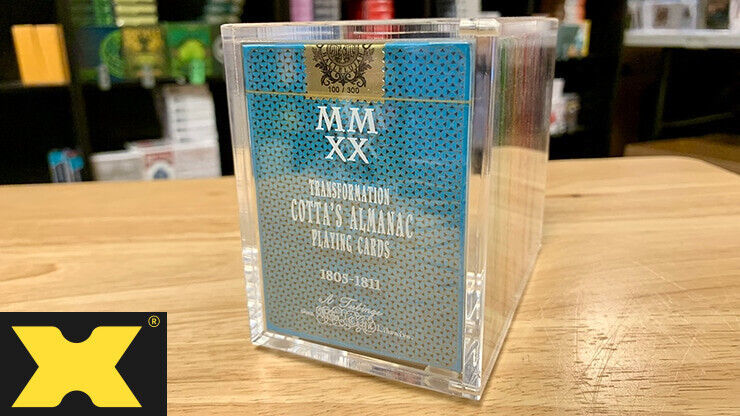 100 / 300
MM
XX
TRANSFORMATION
COTTA'S ALMANAC
PLAYING CARDS
1805-1811
X ®